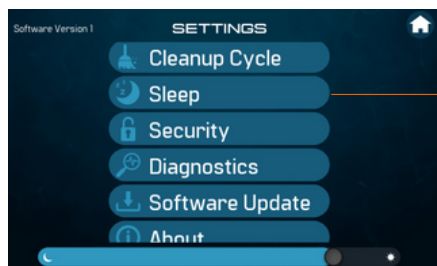 Software Version 1
SETTINGS
Cleanup Cycle
Sleep
Security
Diagnostics
Software Update
About